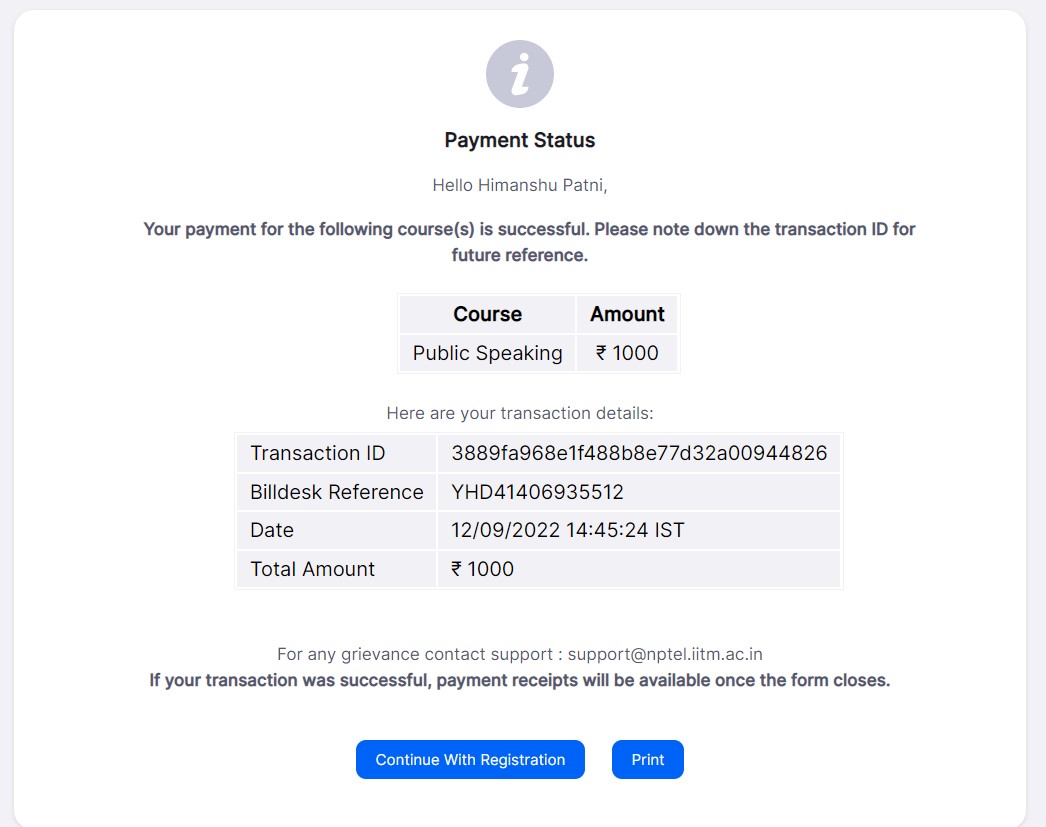 Payment Status
Hello Himanshu Patni,
Your payment for the following course(s) is successful. Please note down the transaction ID for
future reference.
Course Amount
Public Speaking ₹ 1000
Here are your transaction details:
Transaction ID 3889fa968e1f488b8e77d32a00944826
Billdesk Reference YHD41406935512
Date 12/09/2022 14:45:24 IST
Total Amount ₹ 1000
For any grievance contact support : support@nptel.iitm.ac.in
If your transaction was successful, payment receipts will be available once the form closes.
Continue With Registration Print